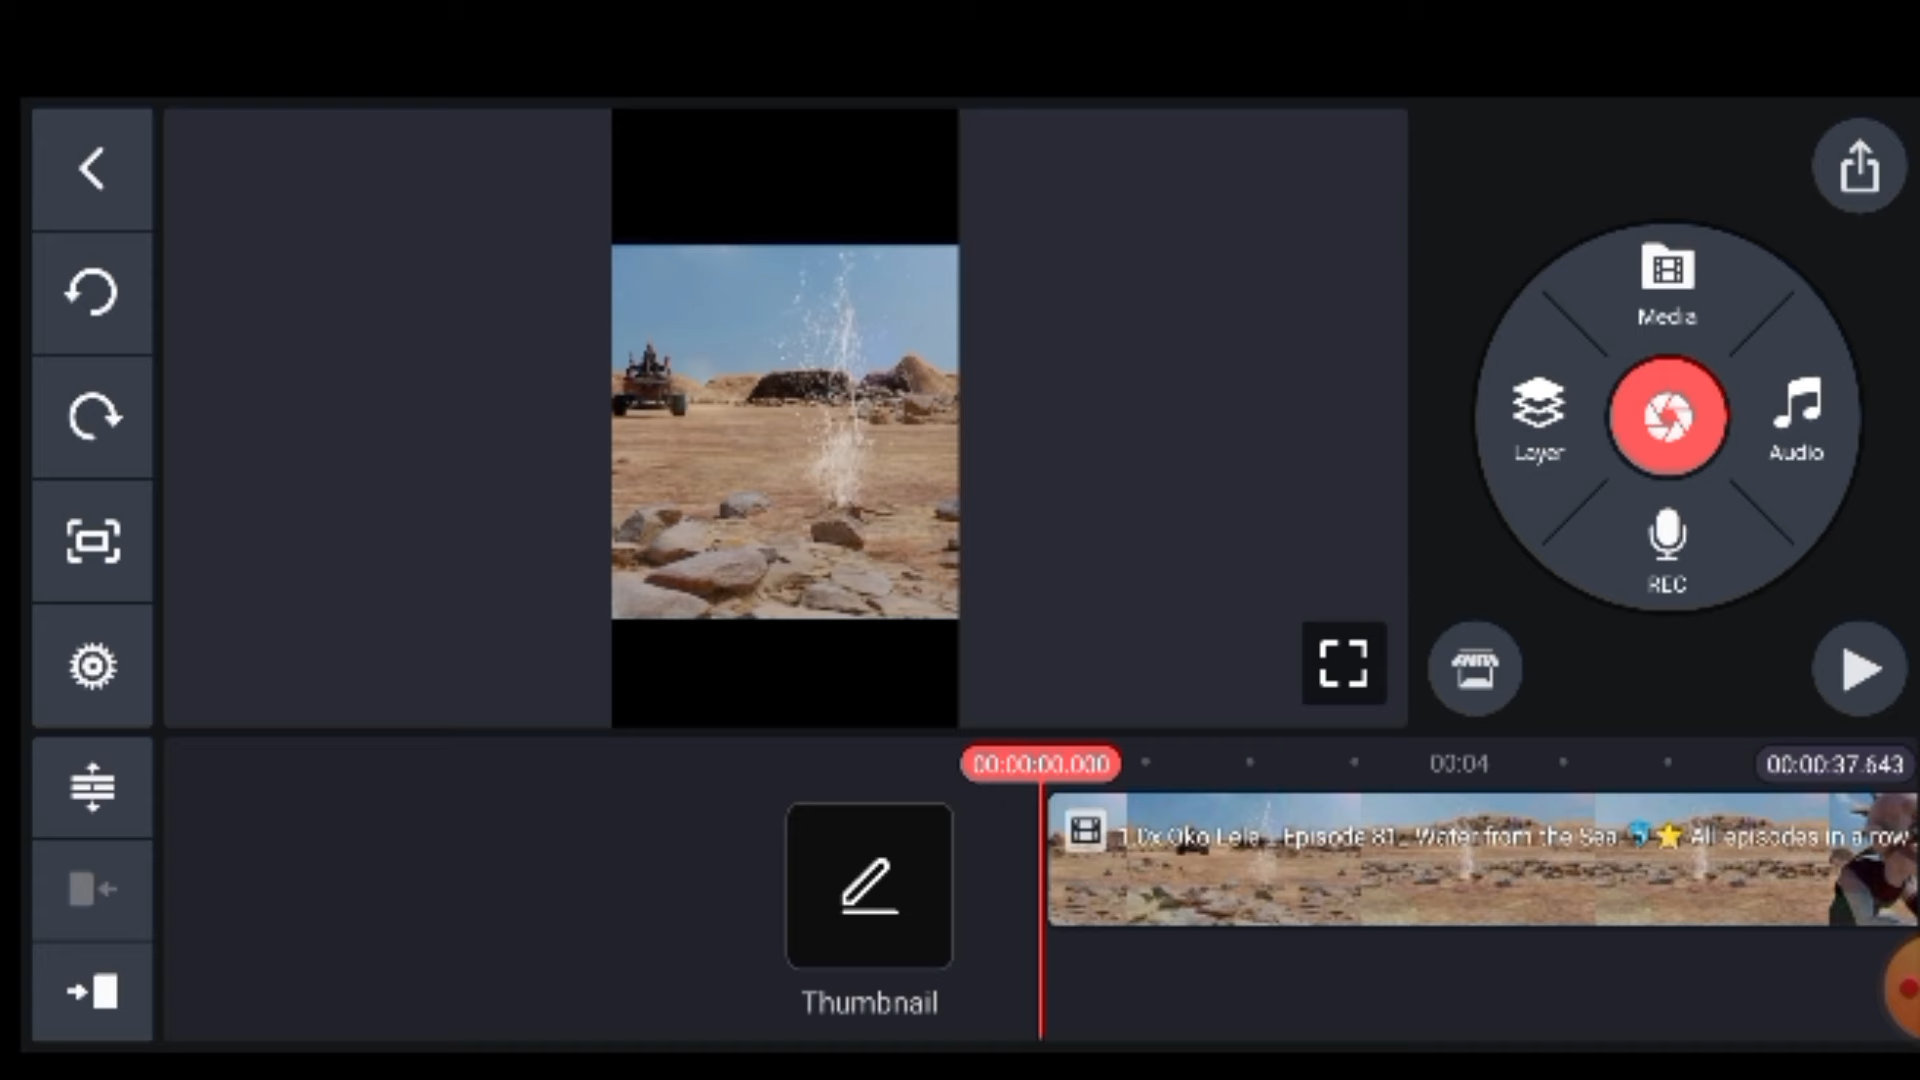 Media
Layer
Audio
REC
00:00:00.000
00:04
00:00:37.643
1.0x Oko Lele _ Episode 81_ Water from the Sea 🐬⭐ All episodes in a row
Thumbnail